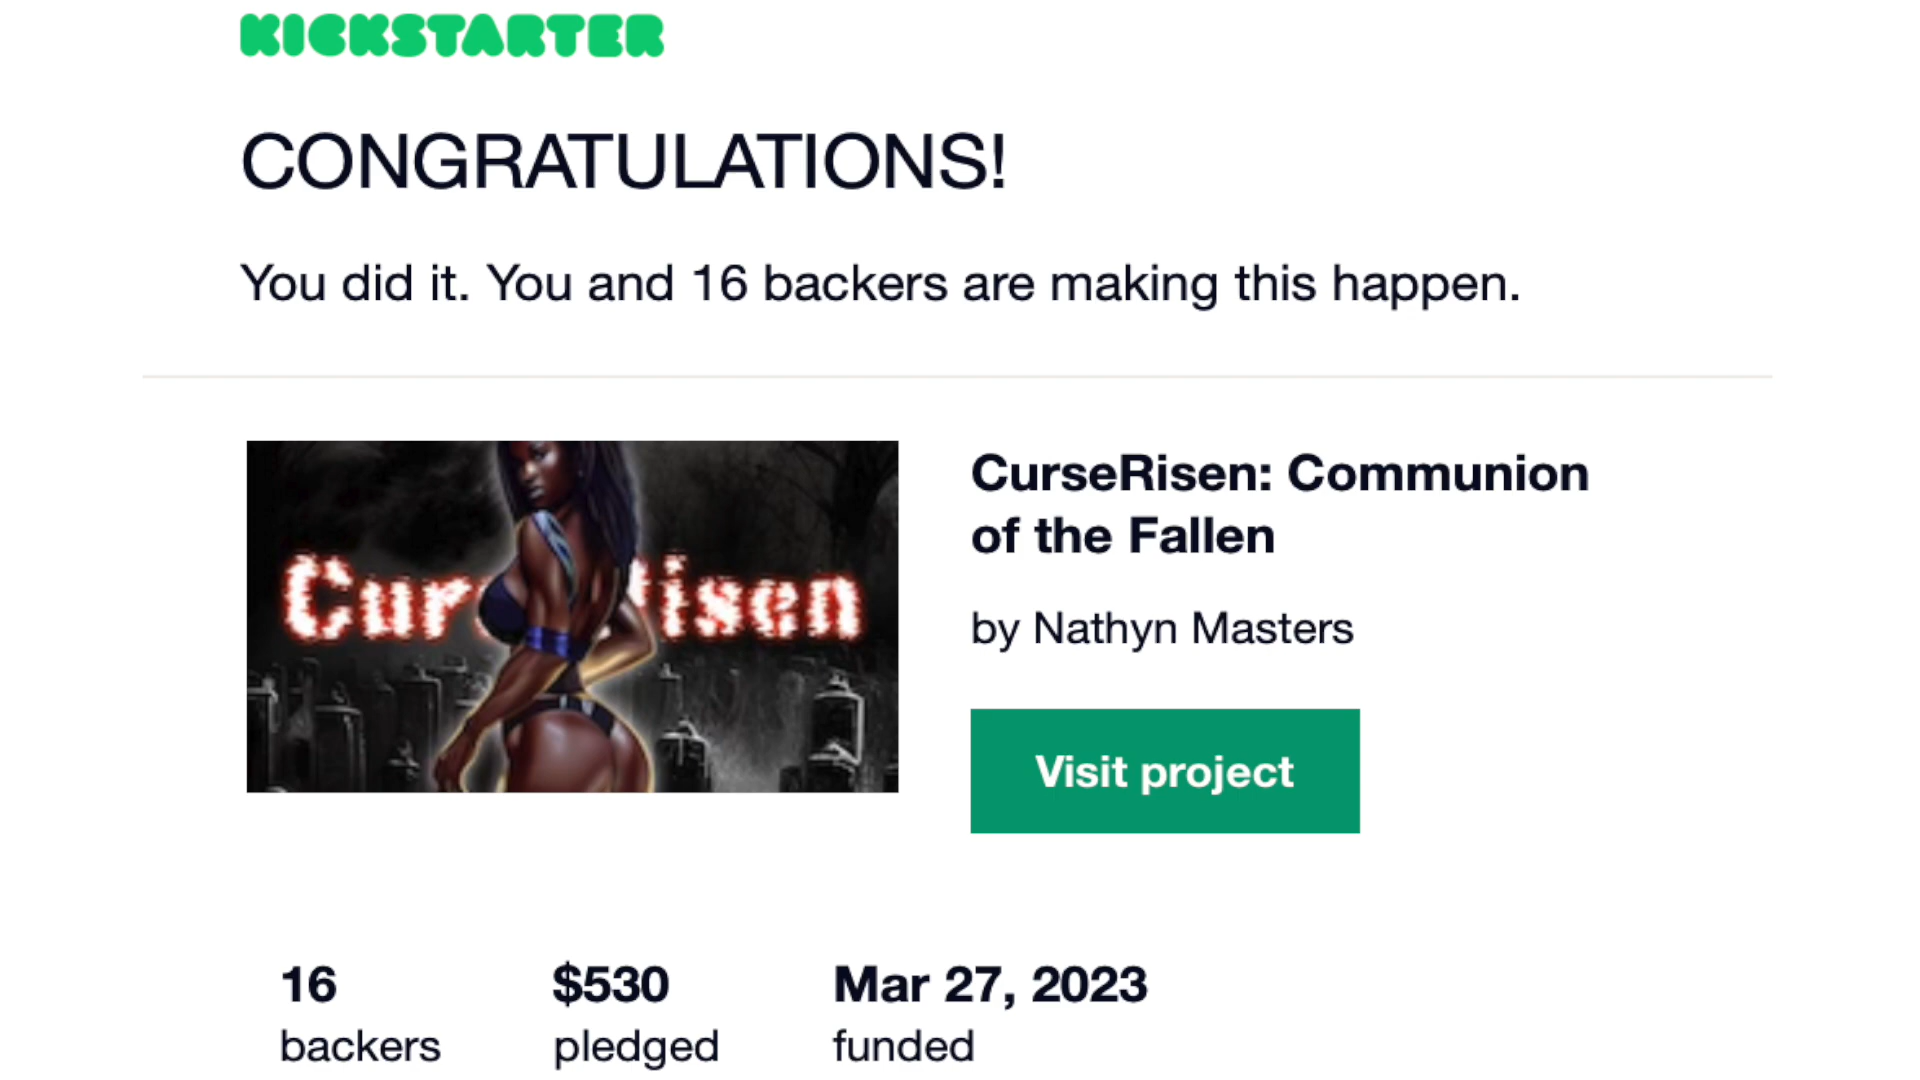 KICKSTARTER
CONGRATULATIONS!
You did it. You and 16 backers are making this happen.
CurseRisen: Communion
of the Fallen
by Nathyn Masters
Visit project
16
backers
$530
pledged
Mar 27, 2023
funded